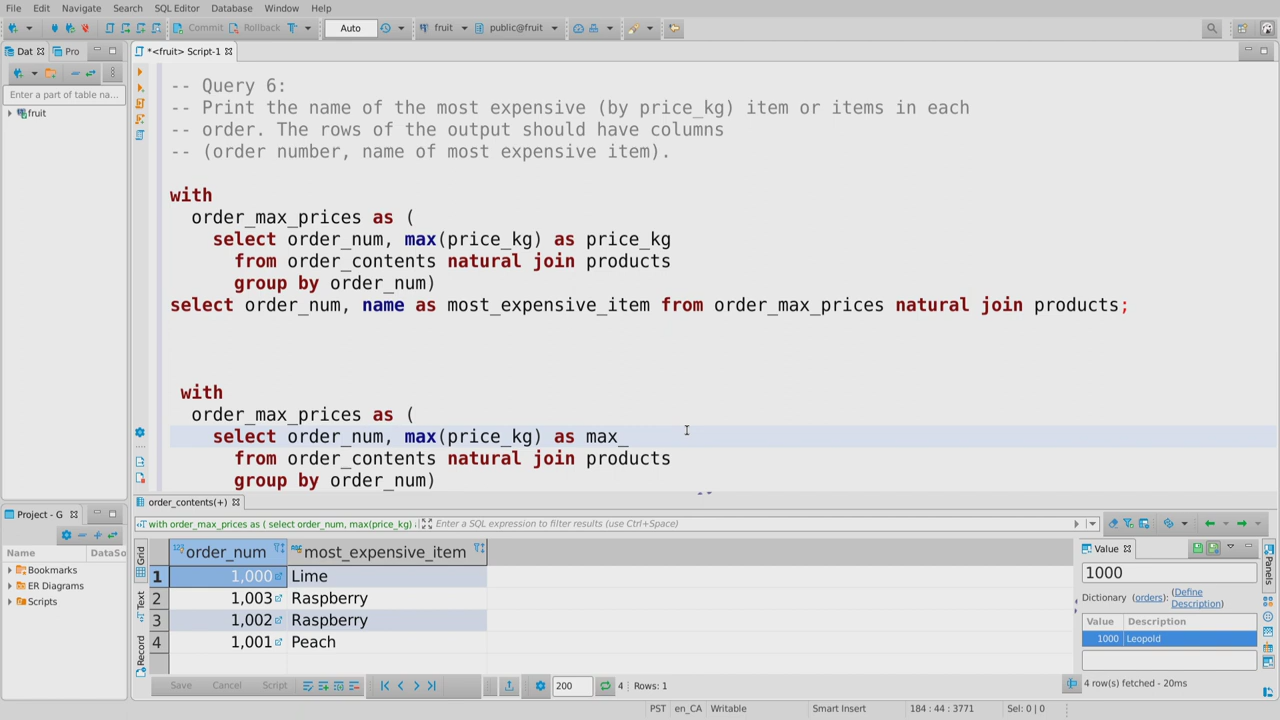 File Edit Navigate Search SQL Editor Database Window Help
Commit Rollback Auto fruit public@fruit
Dat Pro *<fruit> Script-1
Enter a part of table na...
fruit
-- Query 6:
-- Print the name of the most expensive (by price_kg) item or items in each
-- order. The rows of the output should have columns
-- (order number, name of most expensive item).
with
order_max_prices as (
select order_num, max(price_kg) as price_kg
from order_contents natural join products
group by order_num)
select order_num, name as most_expensive_item from order_max_prices natural join products;
with
order_max_prices as (
select order_num, max(price_kg) as max_
from order_contents natural join products
group by order_num)
order_contents(+)
Project - G
with order_max_prices as ( select order_num, max(price_kg) Enter a SQL expression to filter results (use Ctrl+Space)
Name DataSo
Bookmarks
ER Diagrams
Scripts
Grid
Text
Record
order_num most_expensive_item
1 1,000 Lime
2 1,003 Raspberry
3 1,002 Raspberry
4 1,001 Peach
Value
Panels
1000
Dictionary (orders): (Define
Description)
Value Description
1000 Leopold
Save Cancel Script 200 4 Rows: 1 4 row(s) fetched - 20ms
PST en_CA Writable Smart Insert 184 : 44 : 3771 Sel: 0 | 0